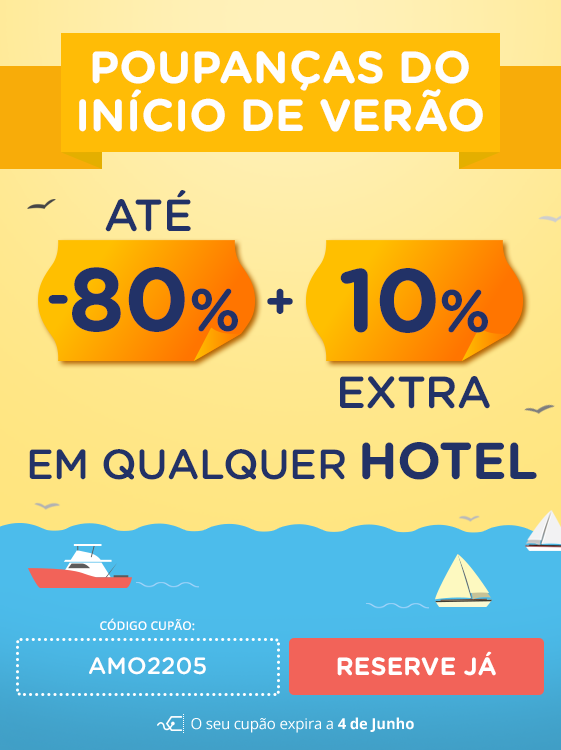 POUPANÇAS DO
INÍCIO DE VERÃO
ATÉ
-80% + 10%
EXTRA
EM QUALQUER HOTEL
CÓDIGO CUPÃO:
AMO2205
RESERVE JÁ
O seu cupão expira a 4 de Junho